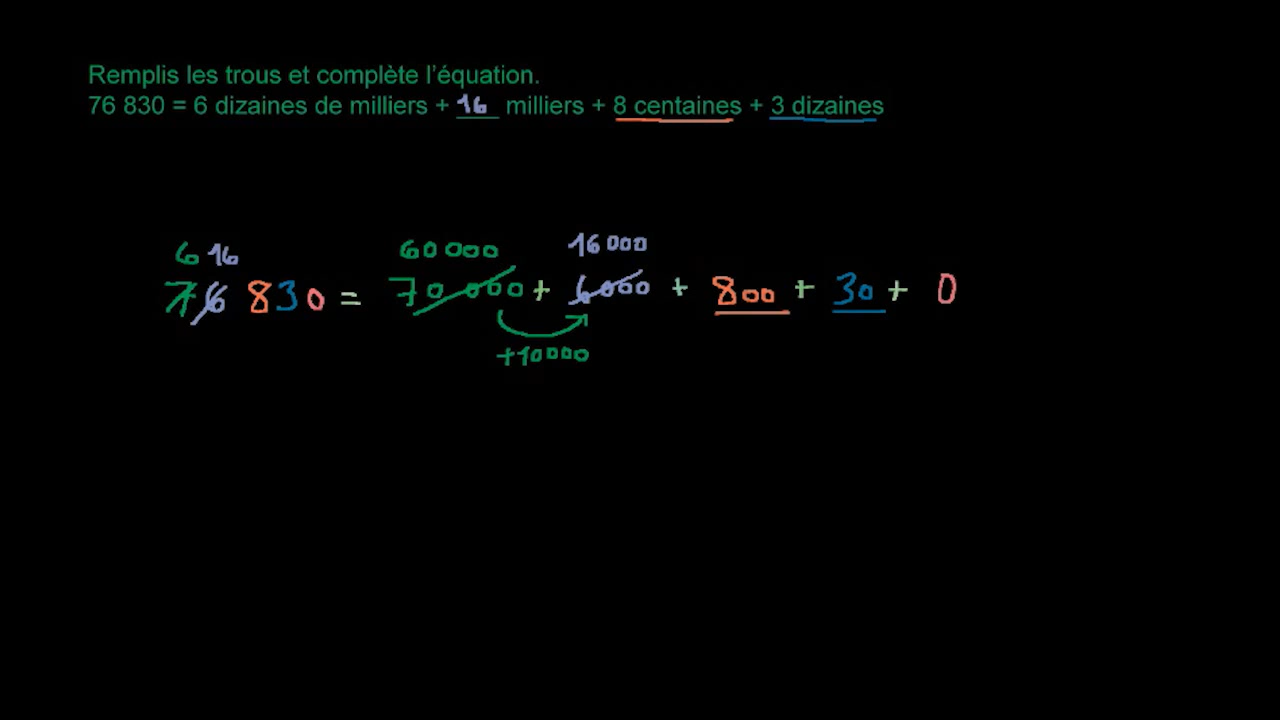 Remplis les trous et complète l'équation.
76 830 = 6 dizaines de milliers + 16 milliers + 8 centaines + 3 dizaines
6 16 60 000 16 000
76 830 = 70 000 + 6000 + 800 + 30 + 0
+10000